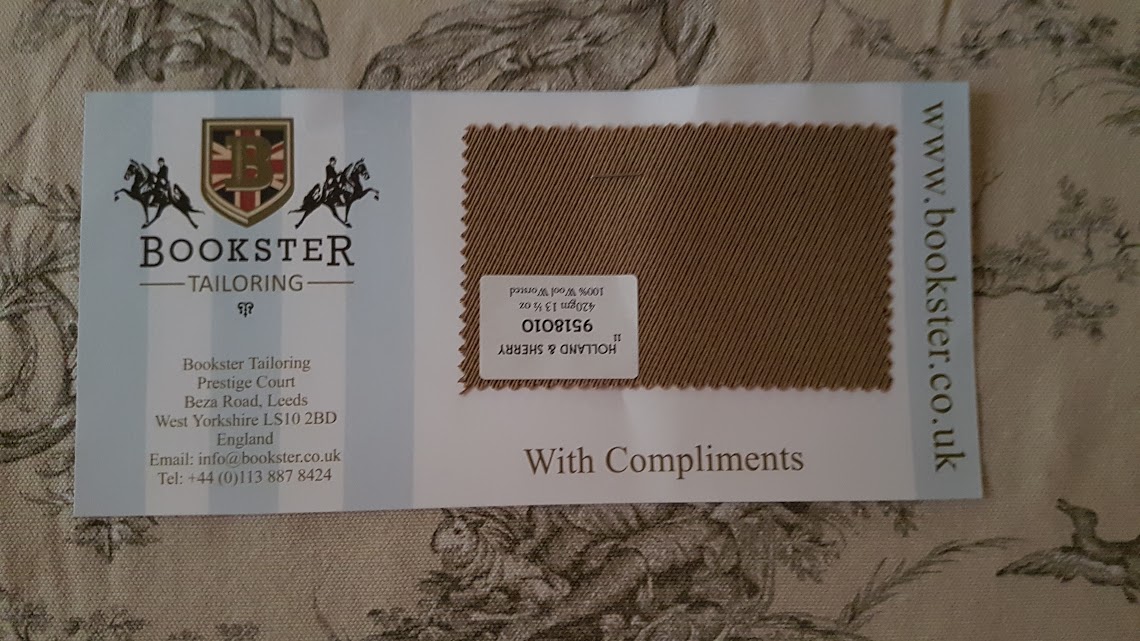 B
BOOKSTER
TAILORING
Bookster Tailoring
Prestige Court
Beza Road, Leeds
West Yorkshire LS10 2BD
England
Email: info@bookster.co.uk
Tel: +44 (0)113 887 8424
11
HOLLAND & SHERRY
9518010
420gm 13 ½ oz
100% Wool Worsted
With Compliments
www.bookster.co.uk